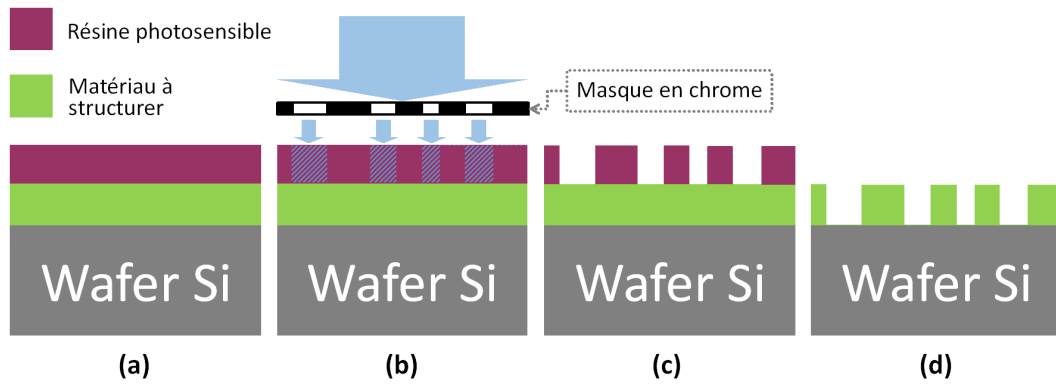 Résine photosensible
Matériau à
structurer
Masque en chrome
Wafer Si
Wafer Si
Wafer Si
Wafer Si
(a)
(b)
(c)
(d)